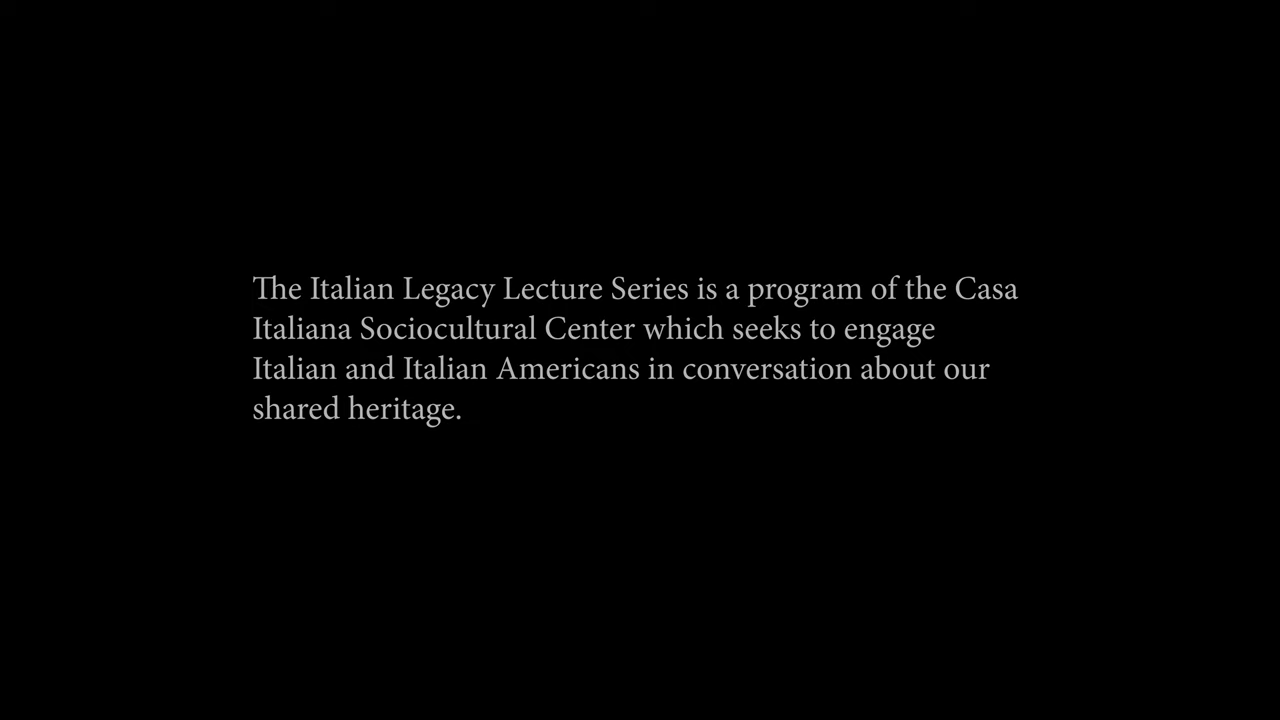 The Italian Legacy Lecture Series is a program of the Casa
Italiana Sociocultural Center which seeks to engage
Italian and Italian Americans in conversation about our
shared heritage.